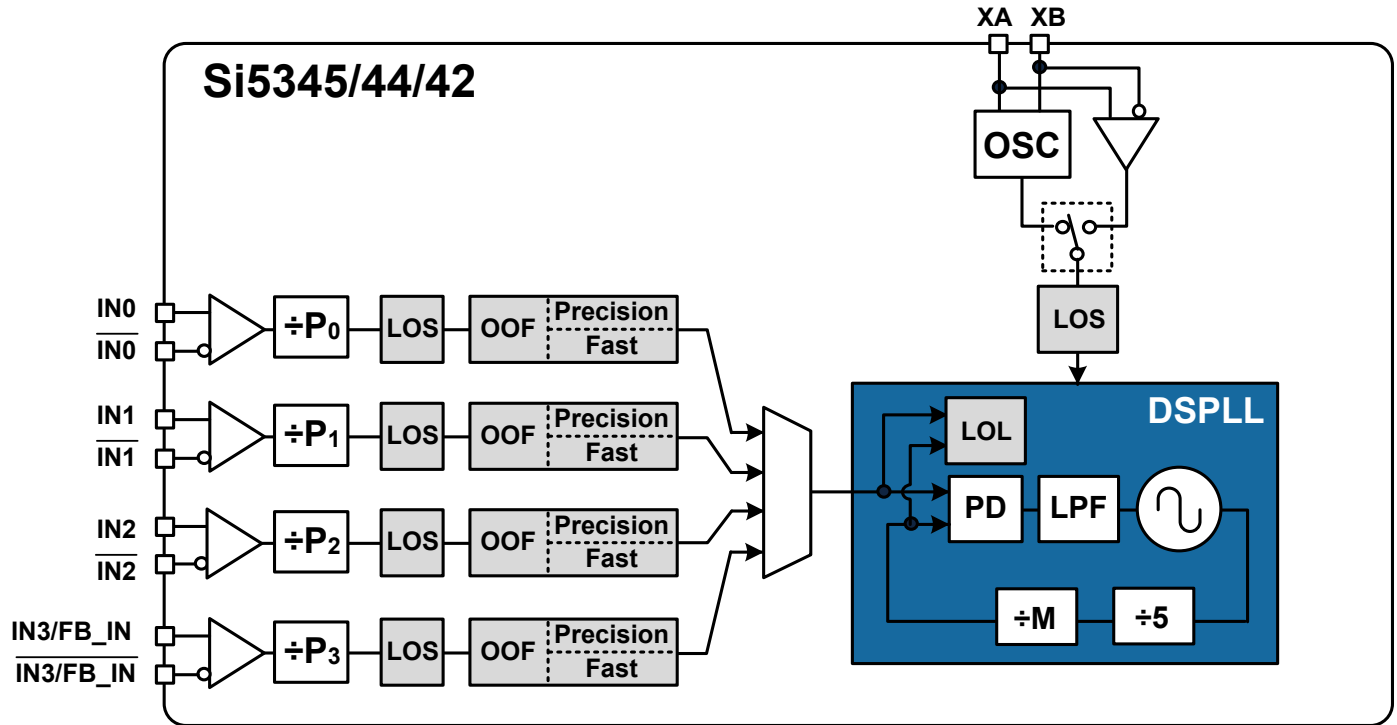 XA XB
Si5345/44/42
OSC
LOS
IN0
IN0
÷P0 LOS OOF Precision
Fast
IN1
IN1
÷P1 LOS OOF Precision
Fast
IN2
IN2
÷P2 LOS OOF Precision
Fast
IN3/FB_IN
IN3/FB_IN
÷P3 LOS OOF Precision
Fast
DSPLL
LOL
PD LPF
÷M ÷5